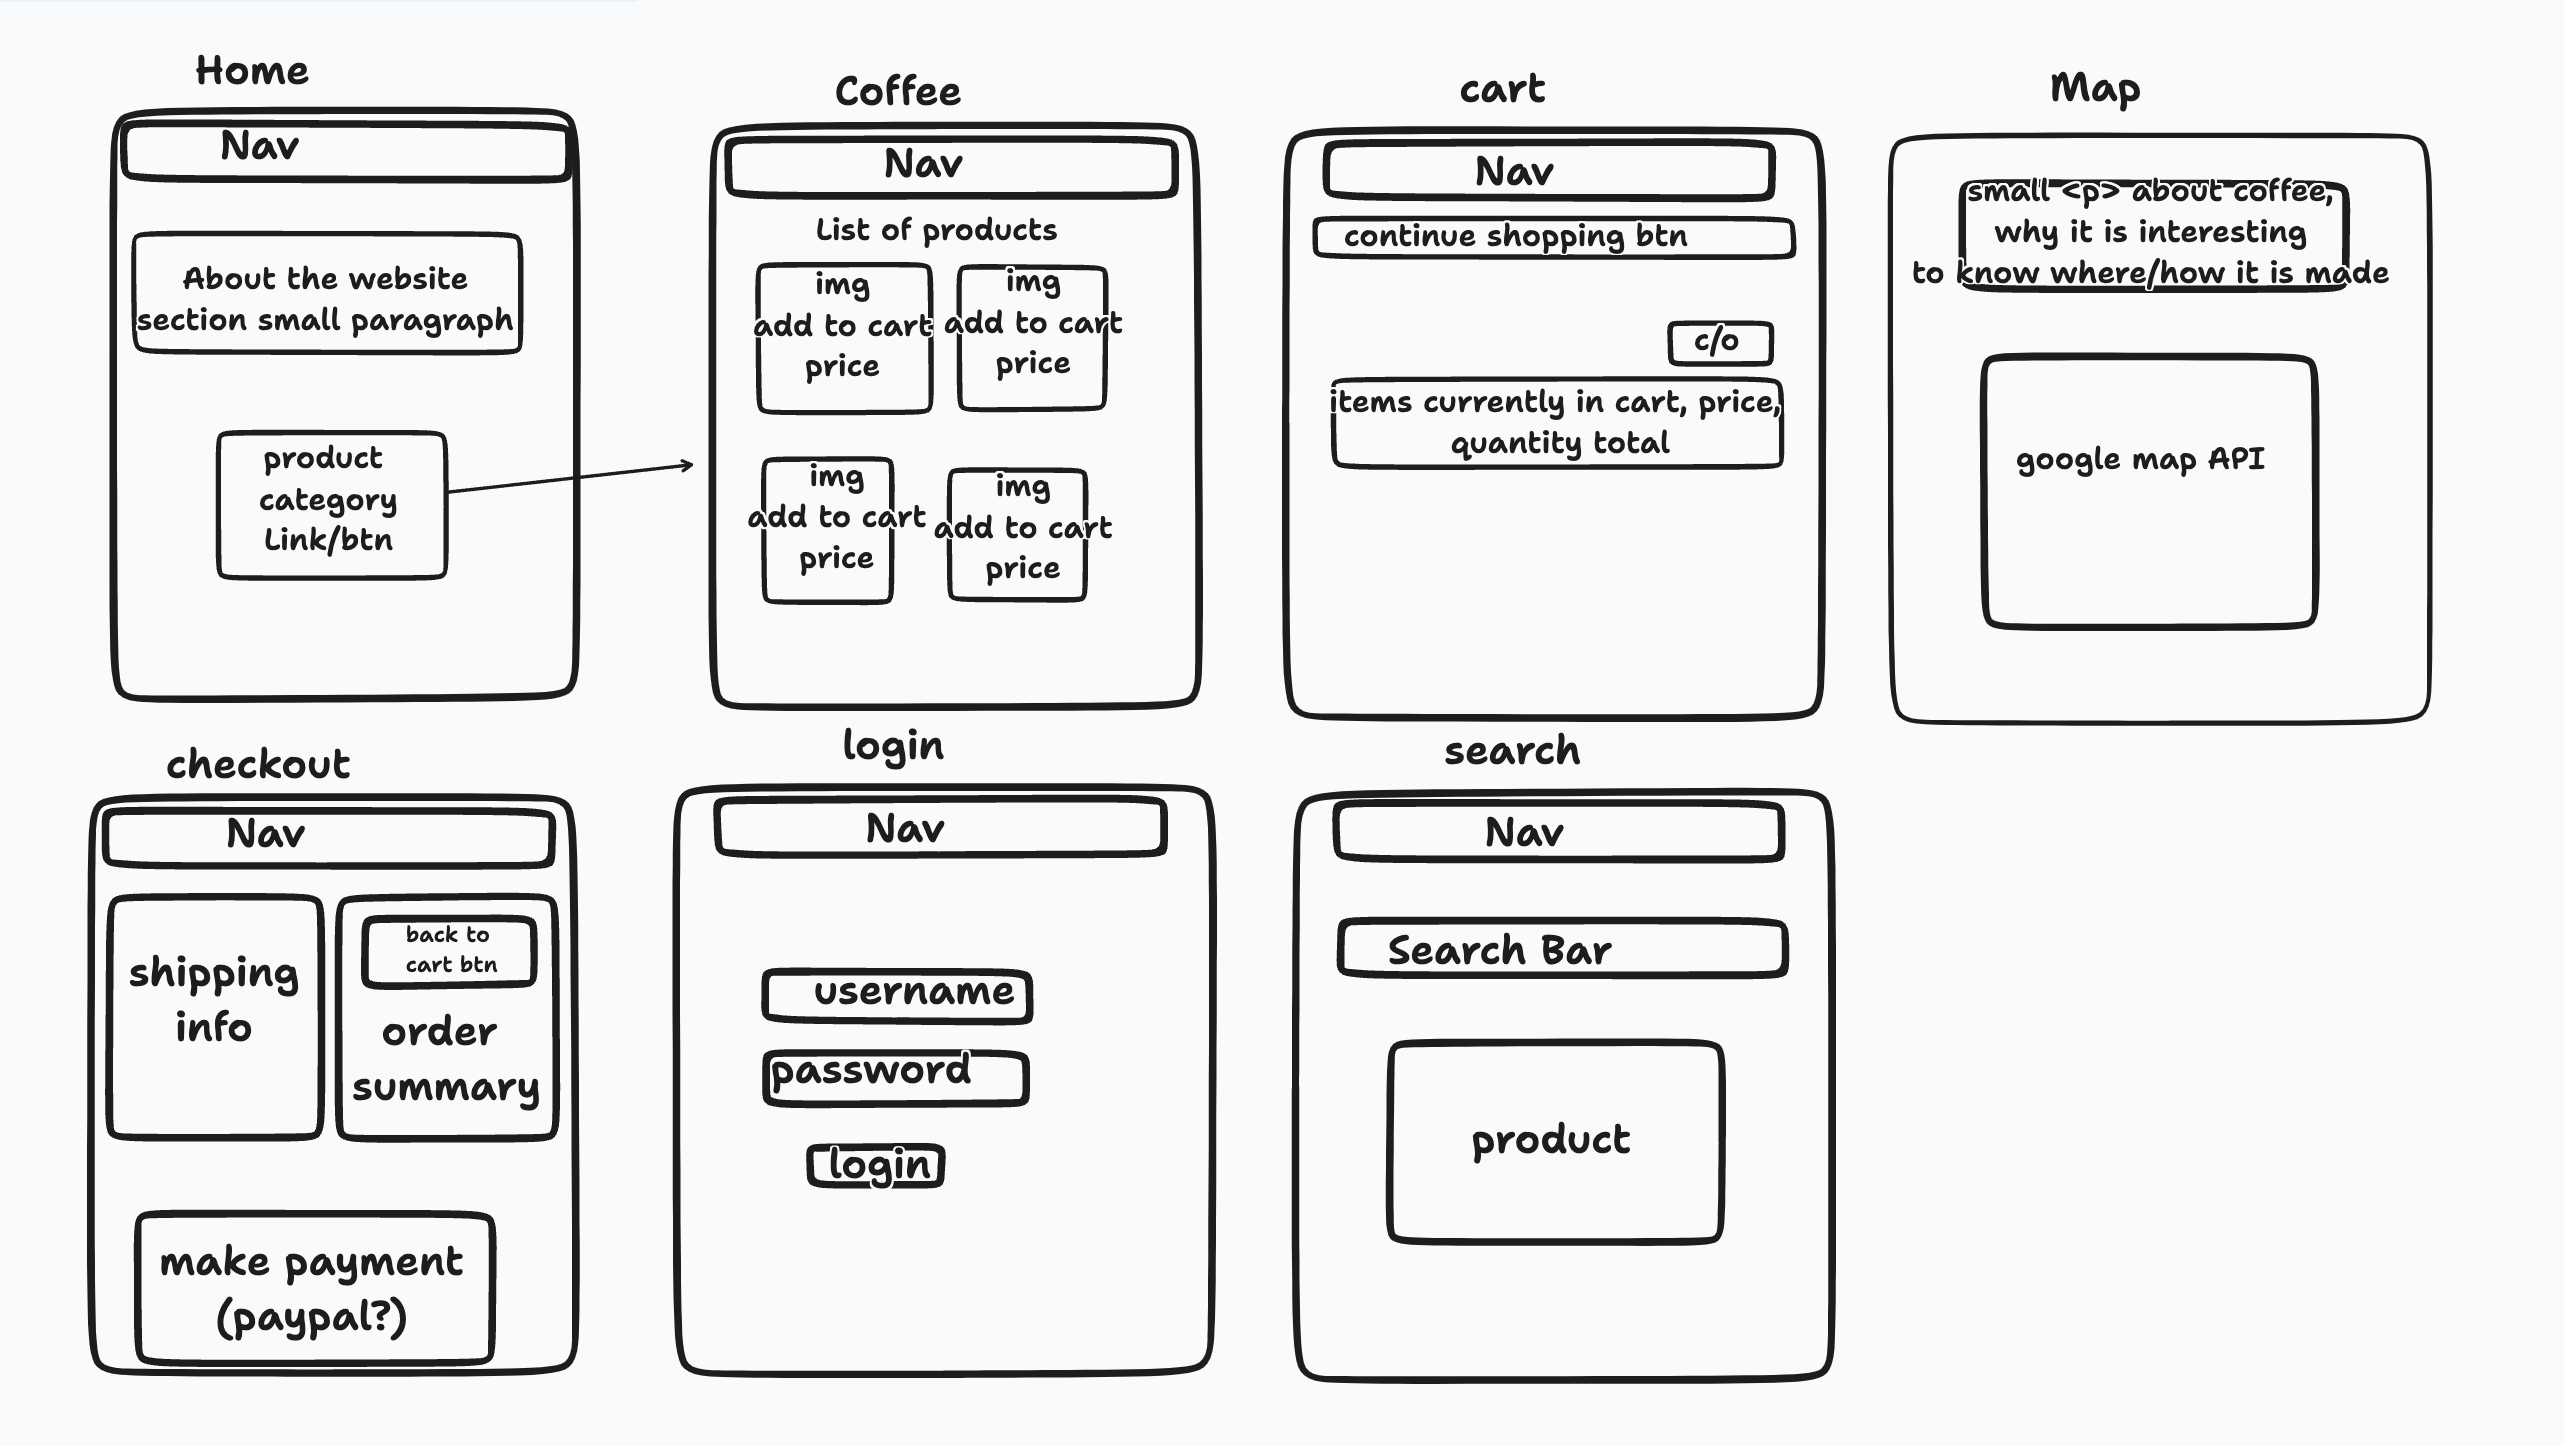 Home
Nav
About the website
section small paragraph
product
category
Link/btn
Coffee
Nav
List of products
img
add to cart
price
img
add to cart
price
img
add to cart
price
img
add to cart
price
cart
Nav
continue shopping btn
c/o
items currently in cart, price,
quantity total
Map
small <p> about coffee,
why it is interesting
to know where/how it is made
google map API
checkout
Nav
shipping
info
back to
cart btn
order
summary
make payment
(paypal?)
login
Nav
username
password
login
search
Nav
Search Bar
product